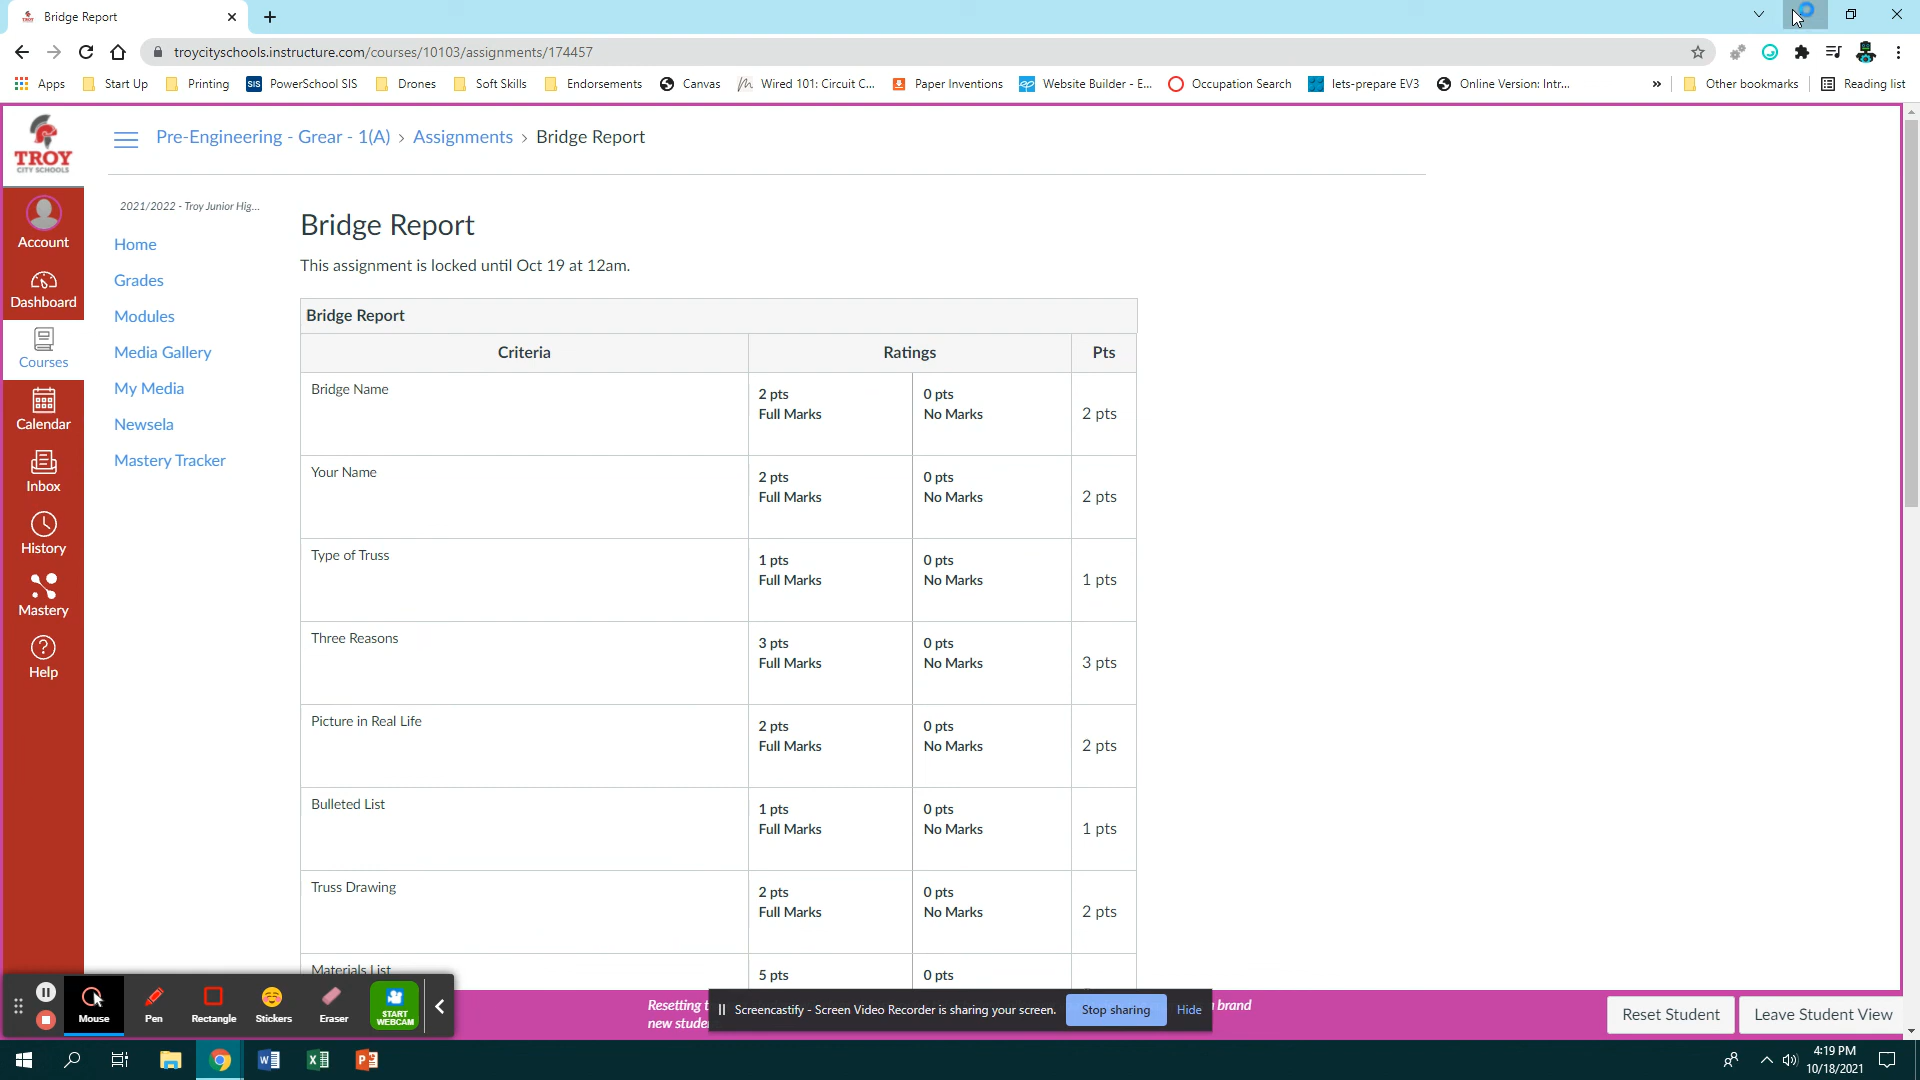 Bridge Report
troycityschools.instructure.com/courses/10103/assignments/174457
Apps Start Up Printing SIS PowerSchool SIS Drones Soft Skills Endorsements Canvas Wired 101: Circuit C... Paper Inventions Website Builder - E... Occupation Search lets-prepare EV3 Online Version: Intr... » Other bookmarks Reading list
TROY
CITY SCHOOLS
Pre-Engineering - Grear - 1(A) › Assignments › Bridge Report
Account
Dashboard
Courses
Calendar
Inbox
History
Mastery
Help
2021/2022 - Troy Junior Hig...
Home
Grades
Modules
Media Gallery
My Media
Newsela
Mastery Tracker
Bridge Report
This assignment is locked until Oct 19 at 12am.
Bridge Report
Criteria Ratings Pts
Bridge Name
2 pts
Full Marks
0 pts
No Marks
2 pts
Your Name
2 pts
Full Marks
0 pts
No Marks
2 pts
Type of Truss
1 pts
Full Marks
0 pts
No Marks
1 pts
Three Reasons
3 pts
Full Marks
0 pts
No Marks
3 pts
Picture in Real Life
2 pts
Full Marks
0 pts
No Marks
2 pts
Bulleted List
1 pts
Full Marks
0 pts
No Marks
1 pts
Truss Drawing
2 pts
Full Marks
0 pts
No Marks
2 pts
Materials List
5 pts
0 pts
Mouse Pen Rectangle Stickers Eraser
START
WEBCAM
Resetting
brand
new
Screencastify - Screen Video Recorder is sharing your screen. Stop sharing Hide
Reset Student Leave Student View
4:19 PM
10/18/2021